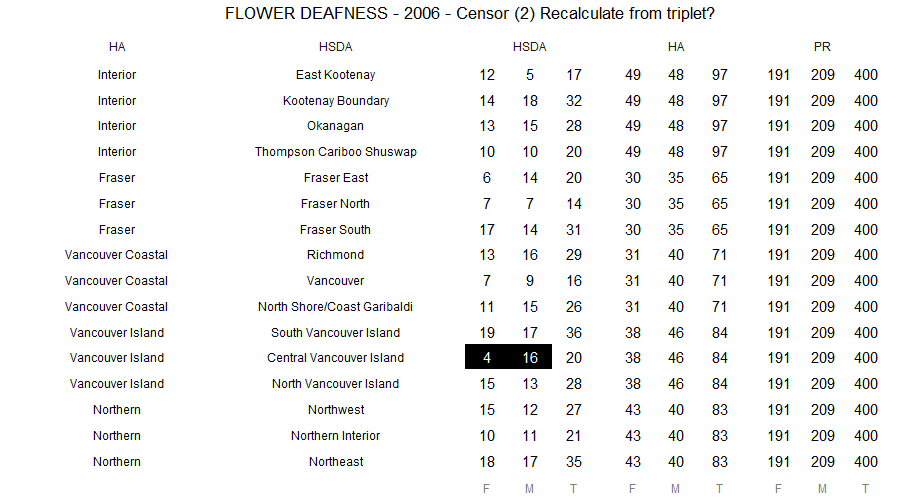 FLOWER DEAFNESS - 2006 - Censor (2) Recalculate from triplet?
HA HSDA HSDA HA PR
Interior East Kootenay 12 5 17 49 48 97 191 209 400
Interior Kootenay Boundary 14 18 32 49 48 97 191 209 400
Interior Okanagan 13 15 28 49 48 97 191 209 400
Interior Thompson Cariboo Shuswap 10 10 20 49 48 97 191 209 400
Fraser Fraser East 6 14 20 30 35 65 191 209 400
Fraser Fraser North 7 7 14 30 35 65 191 209 400
Fraser Fraser South 17 14 31 30 35 65 191 209 400
Vancouver Coastal Richmond 13 16 29 31 40 71 191 209 400
Vancouver Coastal Vancouver 7 9 16 31 40 71 191 209 400
Vancouver Coastal North Shore/Coast Garibaldi 11 15 26 31 40 71 191 209 400
Vancouver Island South Vancouver Island 19 17 36 38 46 84 191 209 400
Vancouver Island Central Vancouver Island 4 16 20 38 46 84 191 209 400
Vancouver Island North Vancouver Island 15 13 28 38 46 84 191 209 400
Northern Northwest 15 12 27 43 40 83 191 209 400
Northern Northern Interior 10 11 21 43 40 83 191 209 400
Northern Northeast 18 17 35 43 40 83 191 209 400
F M T F M T F M T